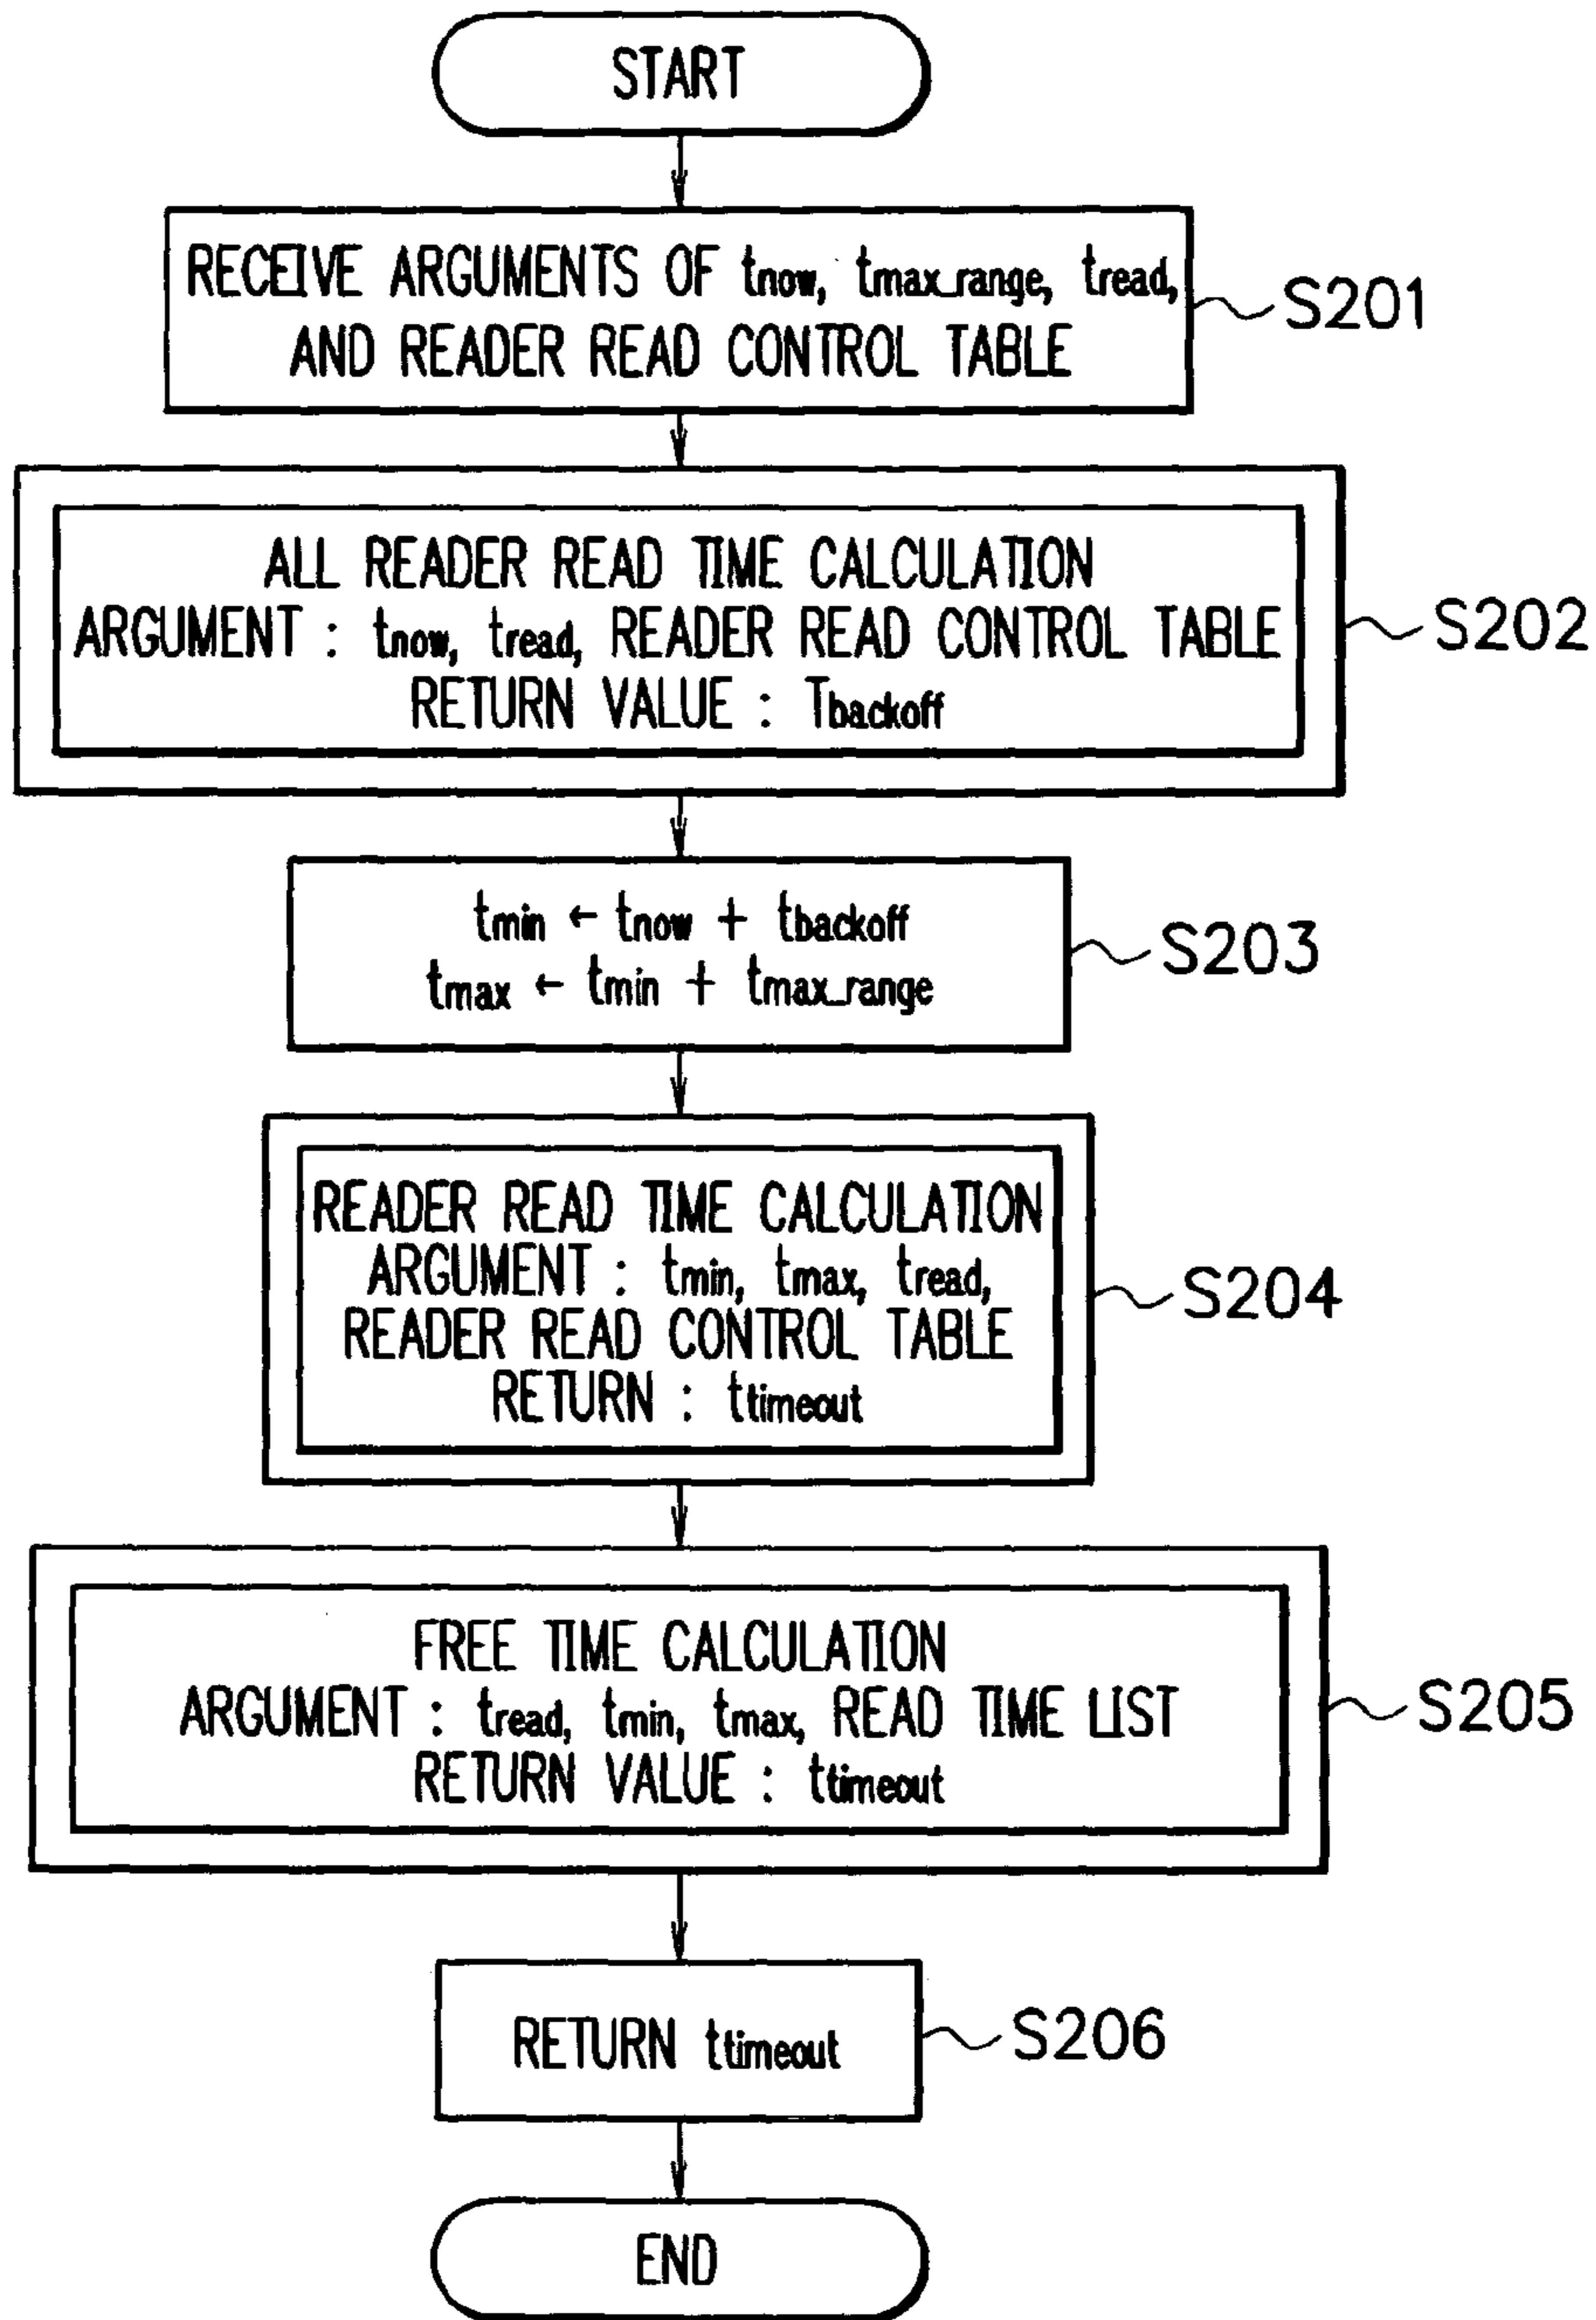 START
RECEIVE ARGUMENTS OF tnow, tmax_range, tread,
AND READER READ CONTROL TABLE
S201
ALL READER READ TIME CALCULATION
ARGUMENT : tnow, tread, READER READ CONTROL TABLE
RETURN VALUE : Tbackoff
S202
tmin ← tnow + tbackoff
tmax ← tmin + tmax_range
S203
READER READ TIME CALCULATION
ARGUMENT : tmin, tmax, tread,
READER READ CONTROL TABLE
RETURN : ttimeout
S204
FREE TIME CALCULATION
ARGUMENT : tread, tmin, tmax, READ TIME LIST
RETURN VALUE : ttimeout
S205
RETURN ttimeout
S206
END